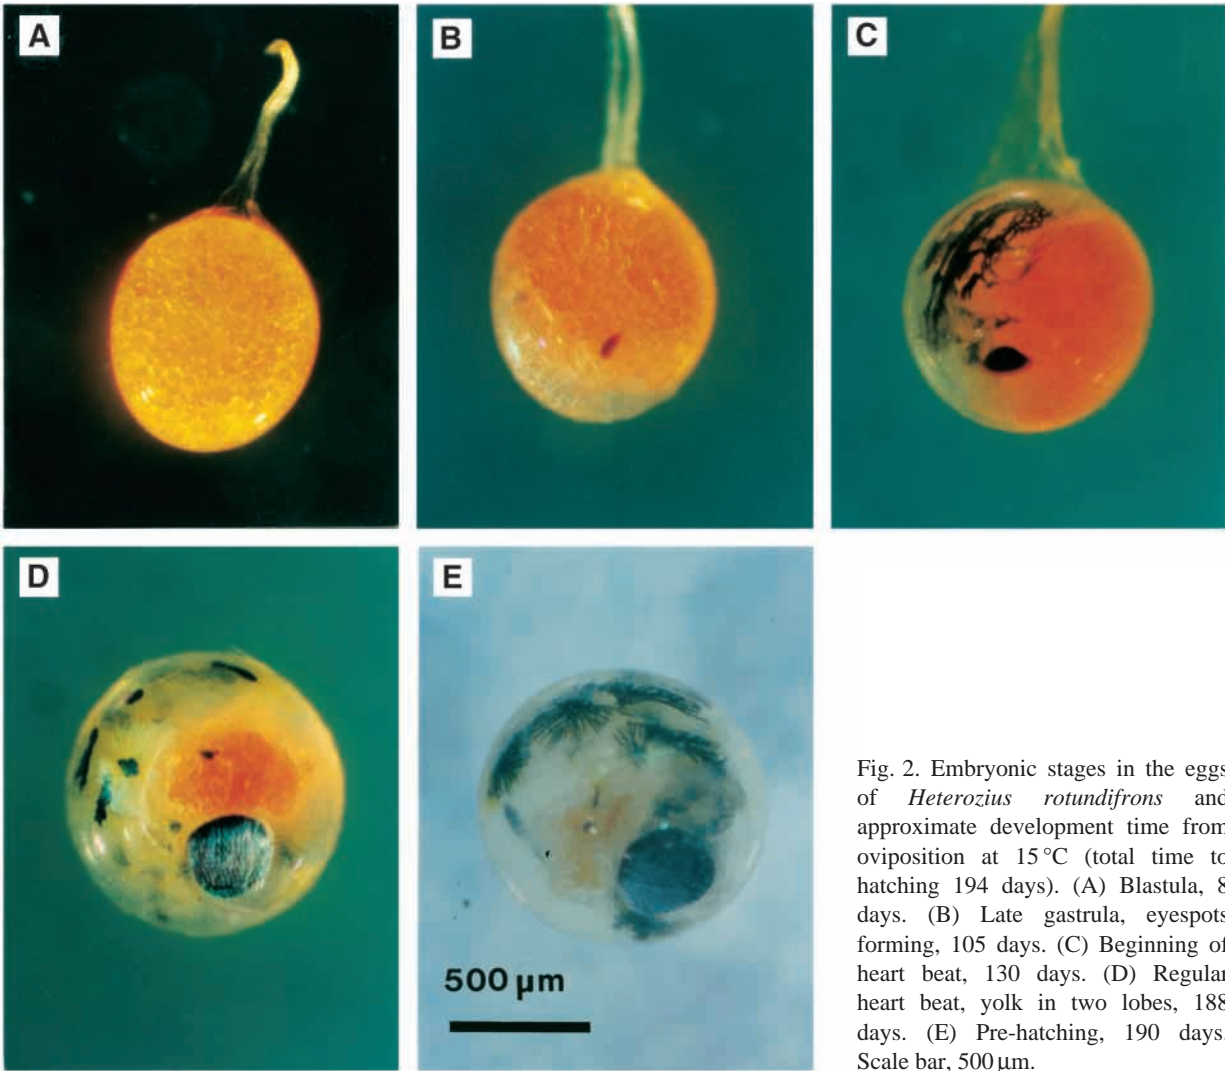 A
B
C
D
E
500 µm
Fig. 2. Embryonic stages in the eggs
of Heterozius rotundifrons and
approximate development time from
oviposition at 15 °C (total time to
hatching 194 days). (A) Blastula, 8
days. (B) Late gastrula, eyespots
forming, 105 days. (C) Beginning of
heart beat, 130 days. (D) Regular
heart beat, yolk in two lobes, 188
days. (E) Pre-hatching, 190 days.
Scale bar, 500 µm.